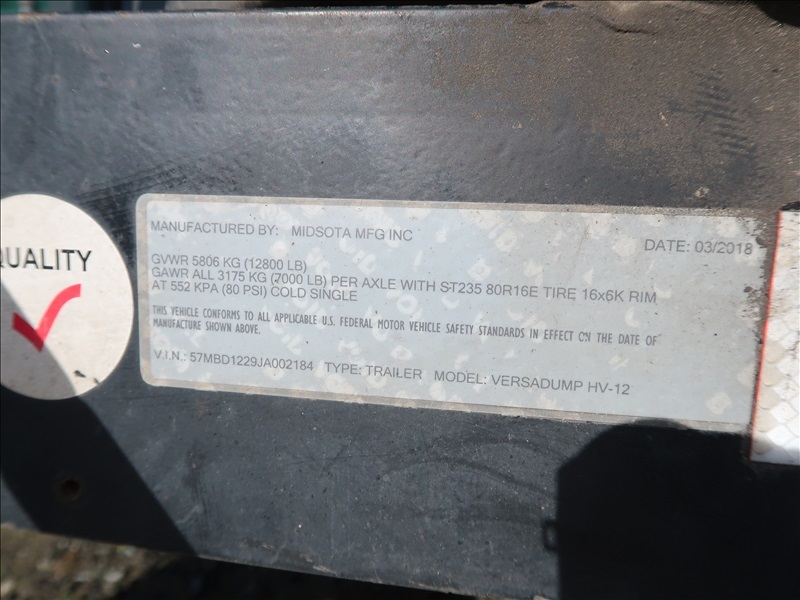 QUALITY
MANUFACTURED BY: MIDSOTA MFG INC
DATE: 03/2018
GVWR 5806 KG (12800 LB)
GAWR ALL 3175 KG (7000 LB) PER AXLE WITH ST235 80R16E TIRE 16x6K RIM
AT 552 KPA (80 PSI) COLD SINGLE
THIS VEHICLE CONFORMS TO ALL APPLICABLE U.S. FEDERAL MOTOR VEHICLE SAFETY STANDARDS IN EFFECT ON THE DATE OF
MANUFACTURE SHOWN ABOVE.
V.I.N.: 57MBD1229JA002184 TYPE: TRAILER MODEL: VERSADUMP HV-12